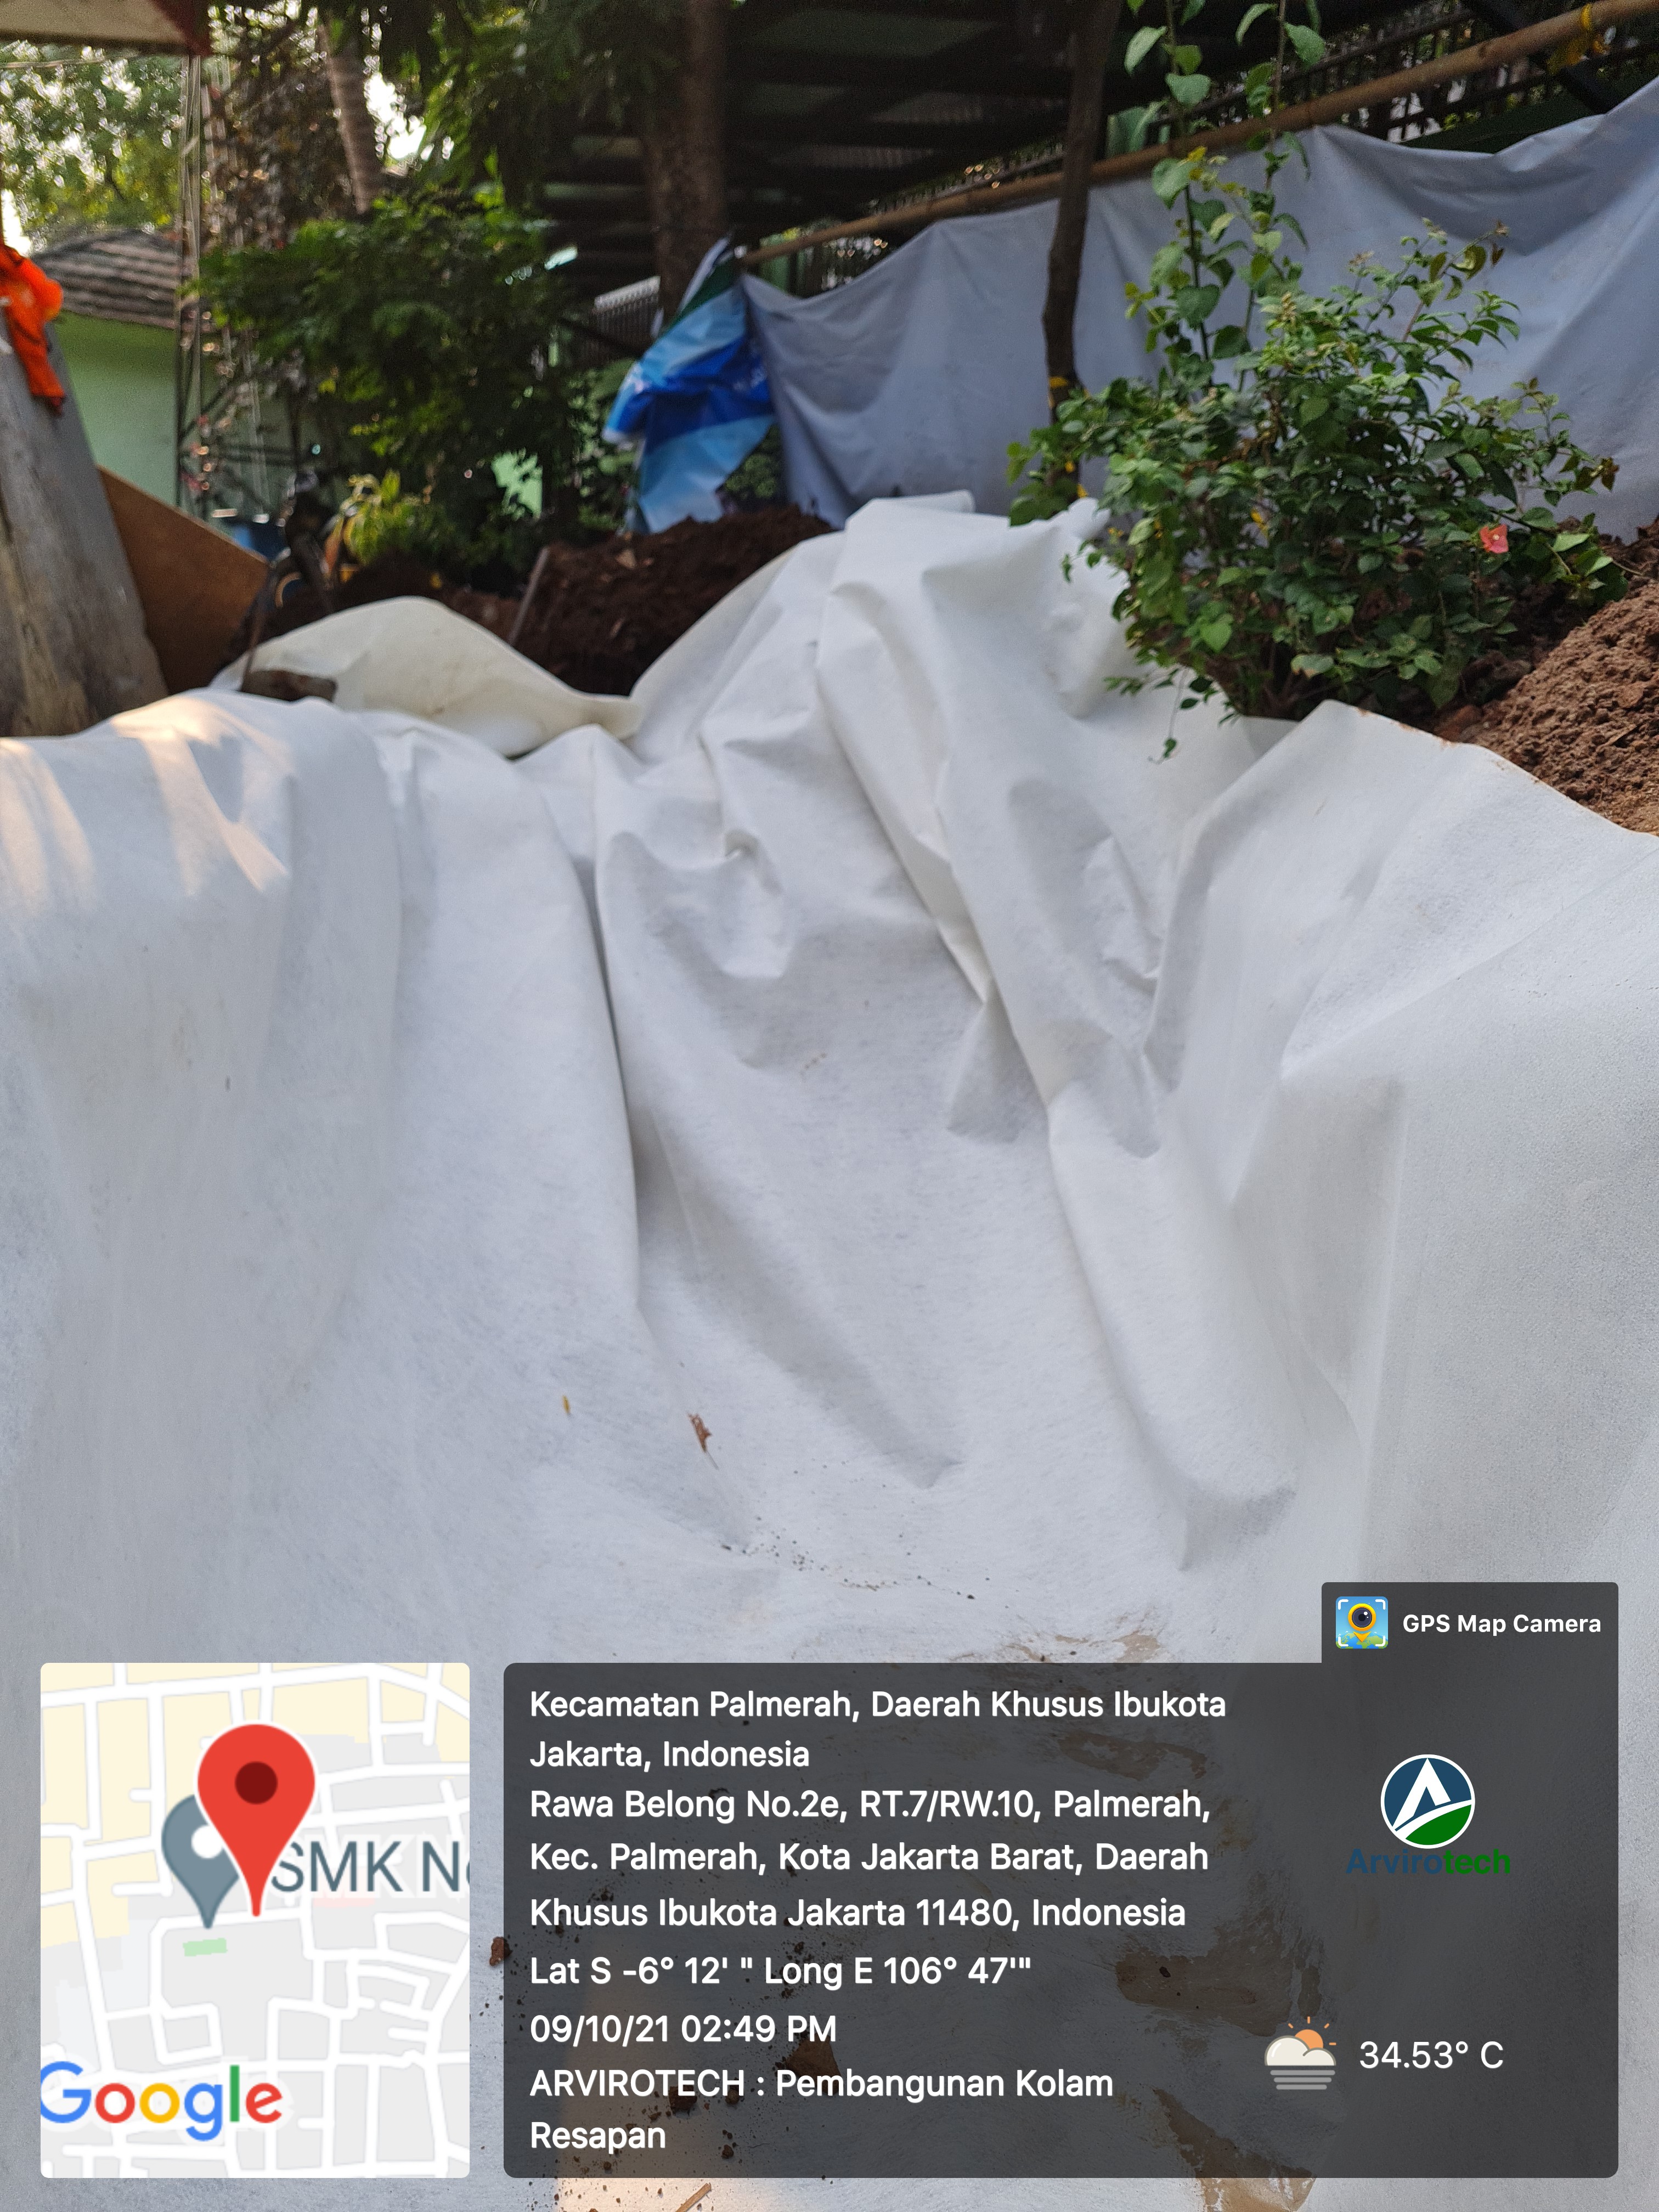 GPS Map Camera
Kecamatan Palmerah, Daerah Khusus Ibukota
Jakarta, Indonesia
Rawa Belong No.2e, RT.7/RW.10, Palmerah,
Kec. Palmerah, Kota Jakarta Barat, Daerah
Khusus Ibukota Jakarta 11480, Indonesia
Lat S -6° 12' " Long E 106° 47'"
09/10/21 02:49 PM
ARVIROTECH : Pembangunan Kolam
Resapan
Arvirotech
34.53° C
SMK N
Google